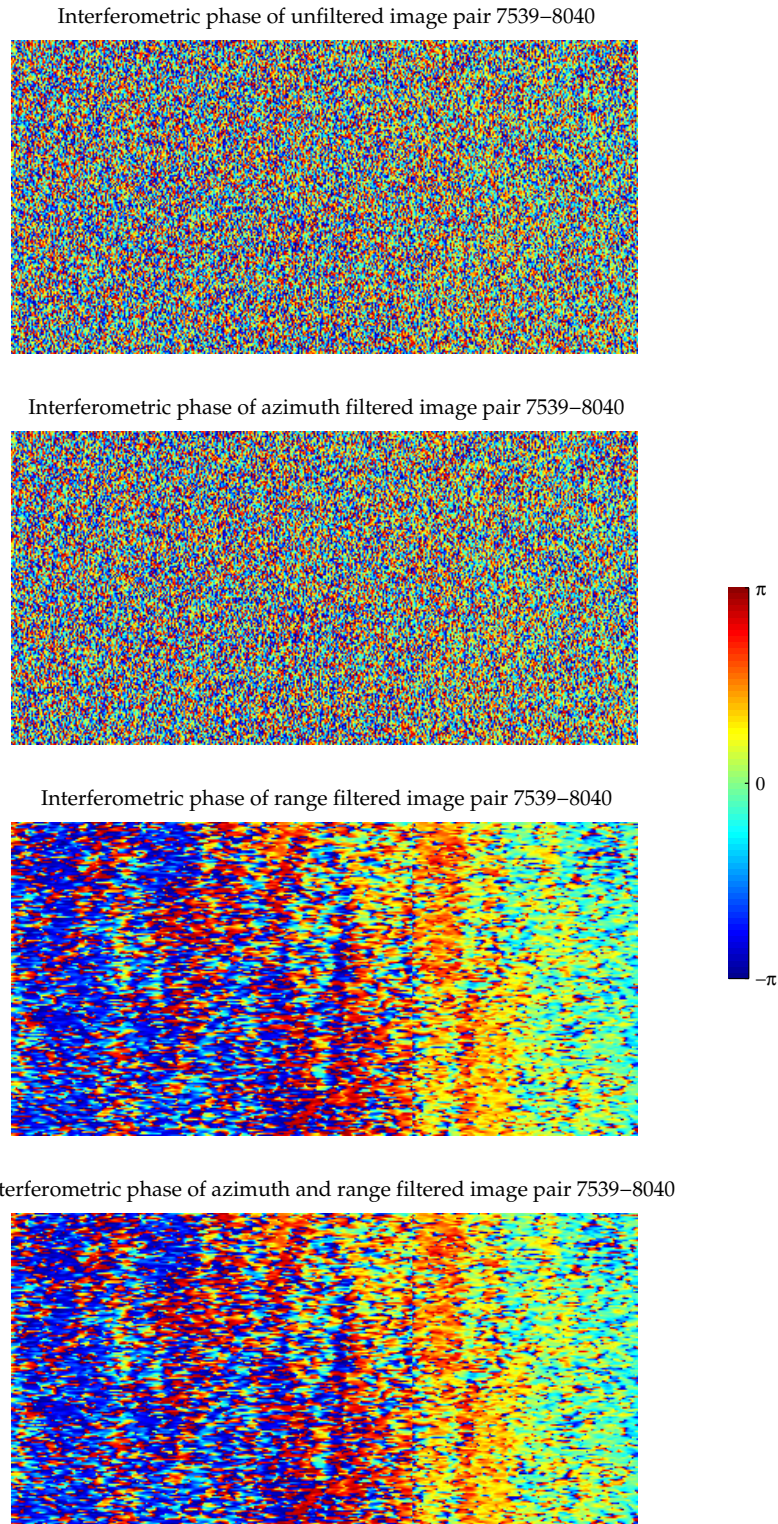 Interferometric phase of unfiltered image pair 7539−8040
Interferometric phase of azimuth filtered image pair 7539−8040
π
0
−π
Interferometric phase of range filtered image pair 7539−8040
terferometric phase of azimuth and range filtered image pair 7539−8040